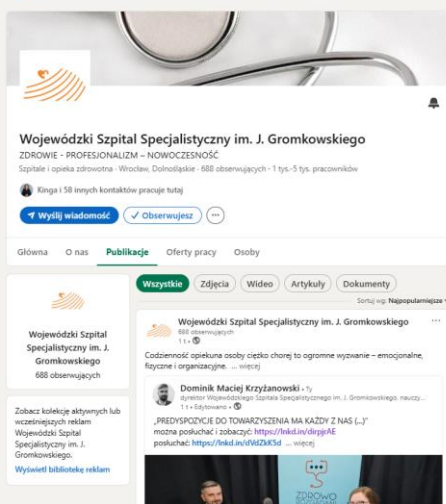 Wojewódzki Szpital Specjalistyczny im. J. Gromkowskiego
ZDROWIE - PROFESJONALIZM – NOWOCZESNOŚĆ
Szpitale i opieka zdrowotna · Wrocław, Dolnośląskie · 688 obserwujących · 1 tys.-5 tys. pracowników
Kinga i 58 innych kontaktów pracuje tutaj
Wyślij wiadomość
Obserwujesz
Główna
O nas
Publikacje
Oferty pracy
Osoby
Wojewódzki Szpital
Specjalistyczny im. J.
Gromkowskiego
688 obserwujących
Zobacz kolekcję aktywnych lub
wcześniejszych reklam
Wojewódzki Szpital
Specjalistyczny im. J.
Gromkowskiego.
Wyświetl bibliotekę reklam
Wszystkie
Zdjęcia
Wideo
Artykuły
Dokumenty
Sortuj wg: Najpopularniejsze
Wojewódzki Szpital Specjalistyczny im. J. Gromkowskiego
688 obserwujących
1 t •
Codzienność opiekuna osoby ciężko chorej to ogromne wyzwanie – emocjonalne,
fizyczne i organizacyjne. ... więcej
Dominik Maciej Krzyżanowski • Ty
dyrektor Wojewódzkiego Szpitala Specjalistycznego im. J. Gromkowskiego, nauczy...
1 t • Edytowano •
„PREDYSPOZYCJE DO TOWARZYSZENIA MA KAŻDY Z NAS (...)”
można posłuchać i zobaczyć: https://lnkd.in/dirpjrAE
posłuchać: https://lnkd.in/dVdZkK5d ... więcej
ZDROWO